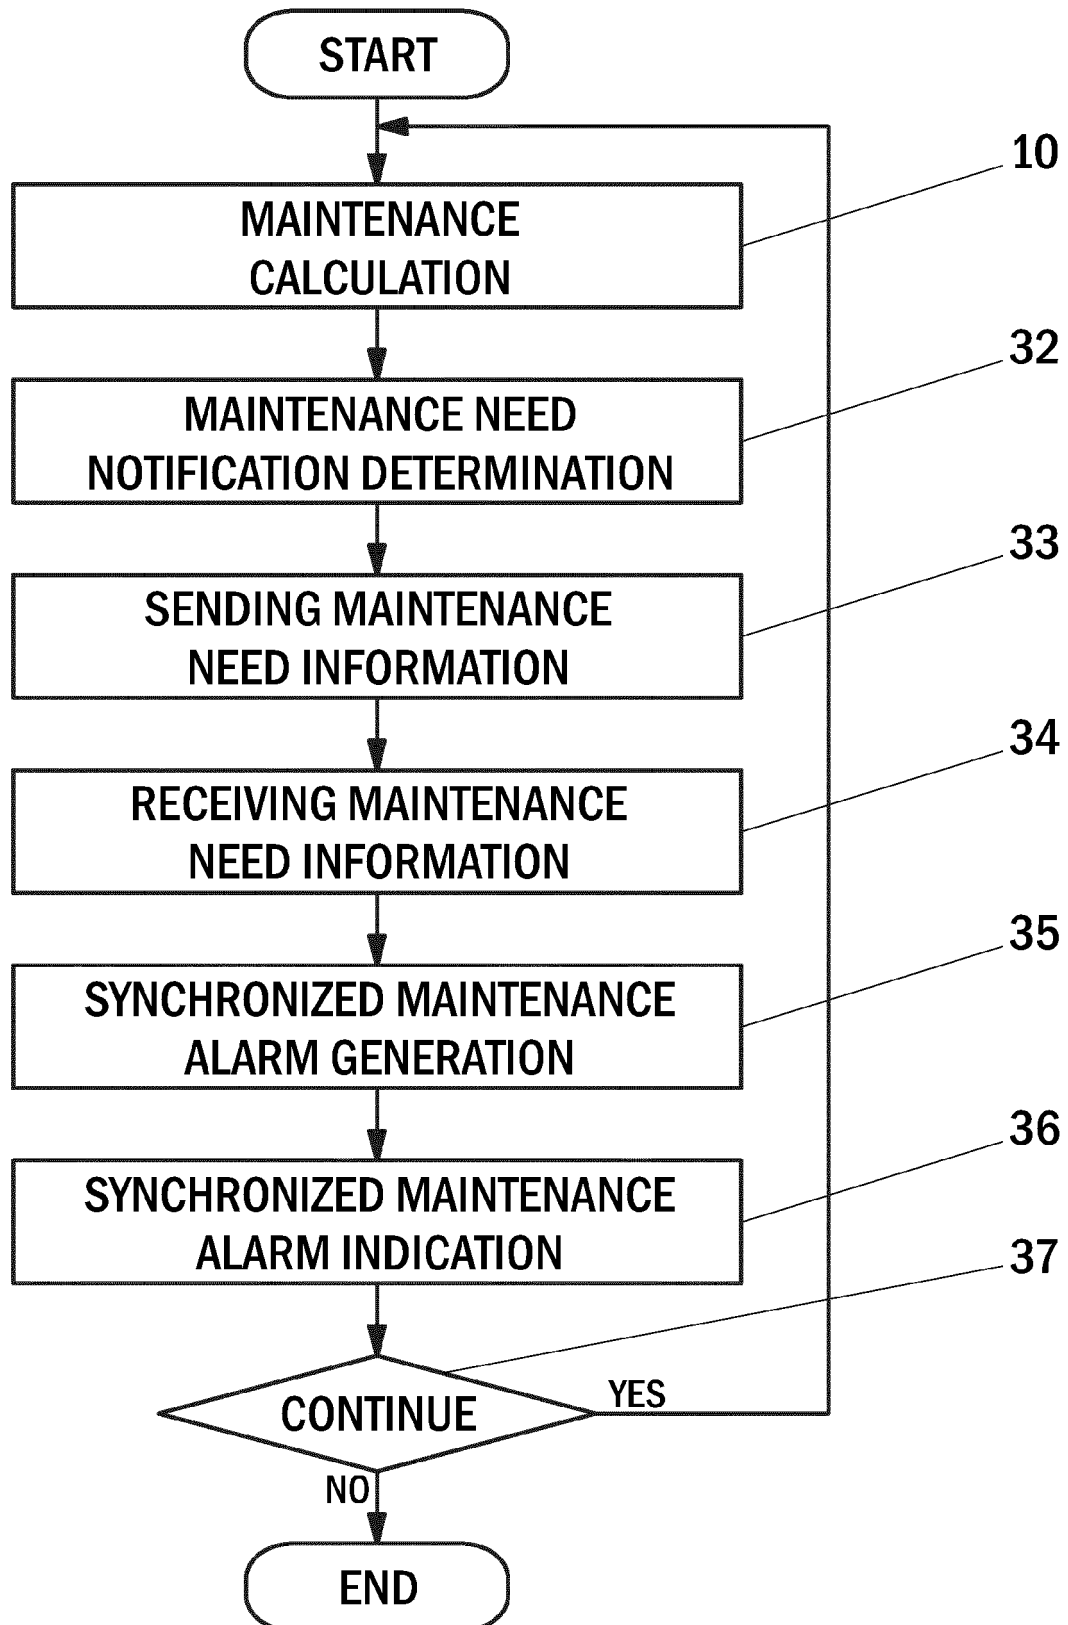 START
10
MAINTENANCE
CALCULATION
32
MAINTENANCE NEED
NOTIFICATION DETERMINATION
33
SENDING MAINTENANCE
NEED INFORMATION
34
RECEIVING MAINTENANCE
NEED INFORMATION
35
SYNCHRONIZED MAINTENANCE
ALARM GENERATION
36
SYNCHRONIZED MAINTENANCE
ALARM INDICATION
37
CONTINUE
YES
NO
END